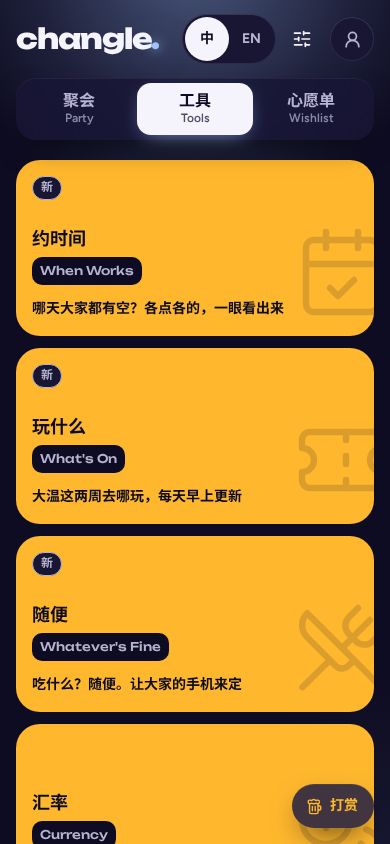 changle.
中 EN
聚会 工具 心愿单
Party Tools Wishlist
新
约时间
When Works
哪天大家都有空？各点各的，一眼看出来
新
玩什么
What's On
大温这两周去哪玩，每天早上更新
新
随便
Whatever's Fine
吃什么？随便。让大家的手机来定
汇率
Currency
打赏